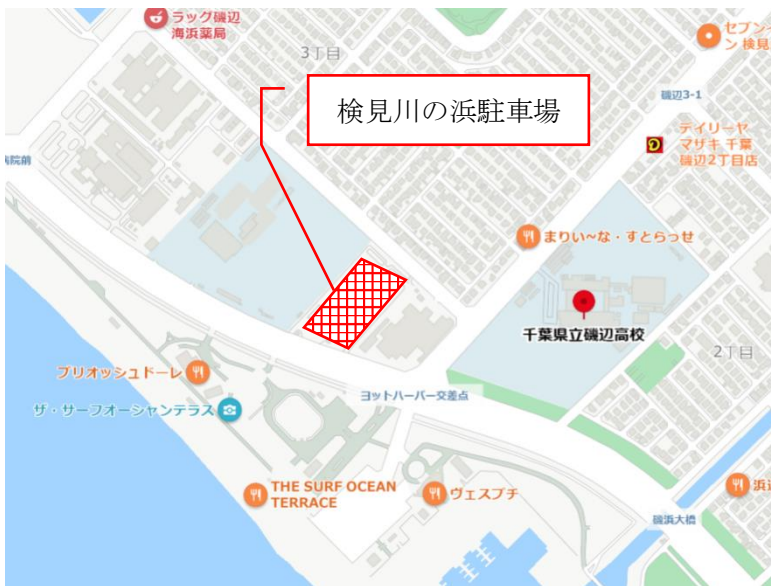 ラッグ磯辺
海浜薬局
3丁目
セブン-イ
ン 検見
検見川の浜駐車場
磯辺3-1
デイリーヤ
マザキ 千葉
磯辺2丁目店
病院前
まりい~な・すとらっせ
千葉県立磯辺高校
2丁目
ブリオッシュドーレ
ヨットハーバー交差点
ザ・サーフオーシャンテラス
THE SURF OCEAN
TERRACE
ヴェスプチ
浜辺
磯浜大橋